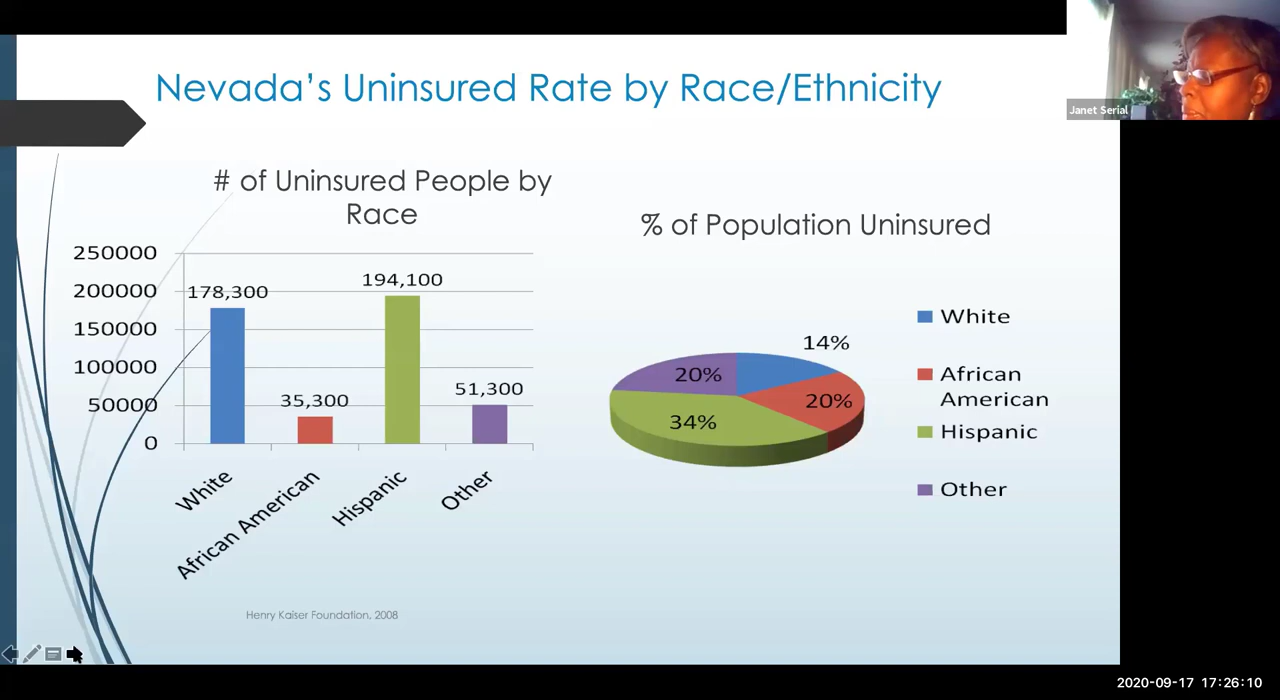 Nevada’s Uninsured Rate by Race/Ethnicity
Janet Serial
# of Uninsured People by
Race
250000
200000
150000
100000
50000
0
178,300
35,300
194,100
51,300
White
African American
Hispanic
Other
% of Population Uninsured
14%
20%
34%
20%
White
African
American
Hispanic
Other
Henry Kaiser Foundation, 2008
2020-09-17 17:26:10